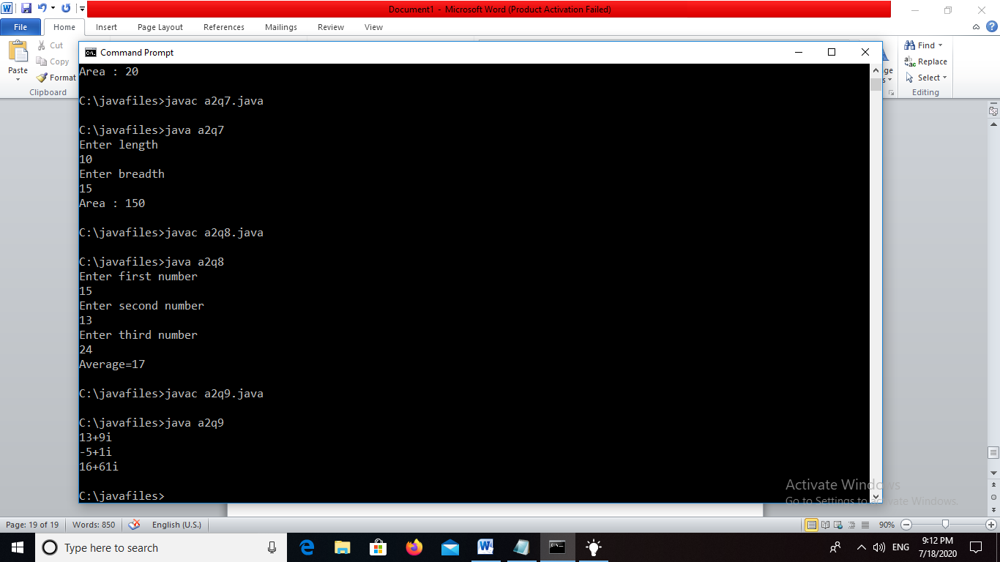 Document1 - Microsoft Word (Product Activation Failed)
File Home Insert Page Layout References Mailings Review View
Paste
Cut
Copy
Format
Clipboard
ge
Find
Replace
Select
Editing
Command Prompt
Area : 20
C:\javafiles>javac a2q7.java
C:\javafiles>java a2q7
Enter length
10
Enter breadth
15
Area : 150
C:\javafiles>javac a2q8.java
C:\javafiles>java a2q8
Enter first number
15
Enter second number
13
Enter third number
24
Average=17
C:\javafiles>javac a2q9.java
C:\javafiles>java a2q9
13+9i
-5+1i
16+61i
C:\javafiles>
Activate Windows
Go to Settings to activate Windows.
Page: 19 of 19 Words: 850 English (U.S.) 90%
Type here to search
ENG
9:12 PM
7/18/2020